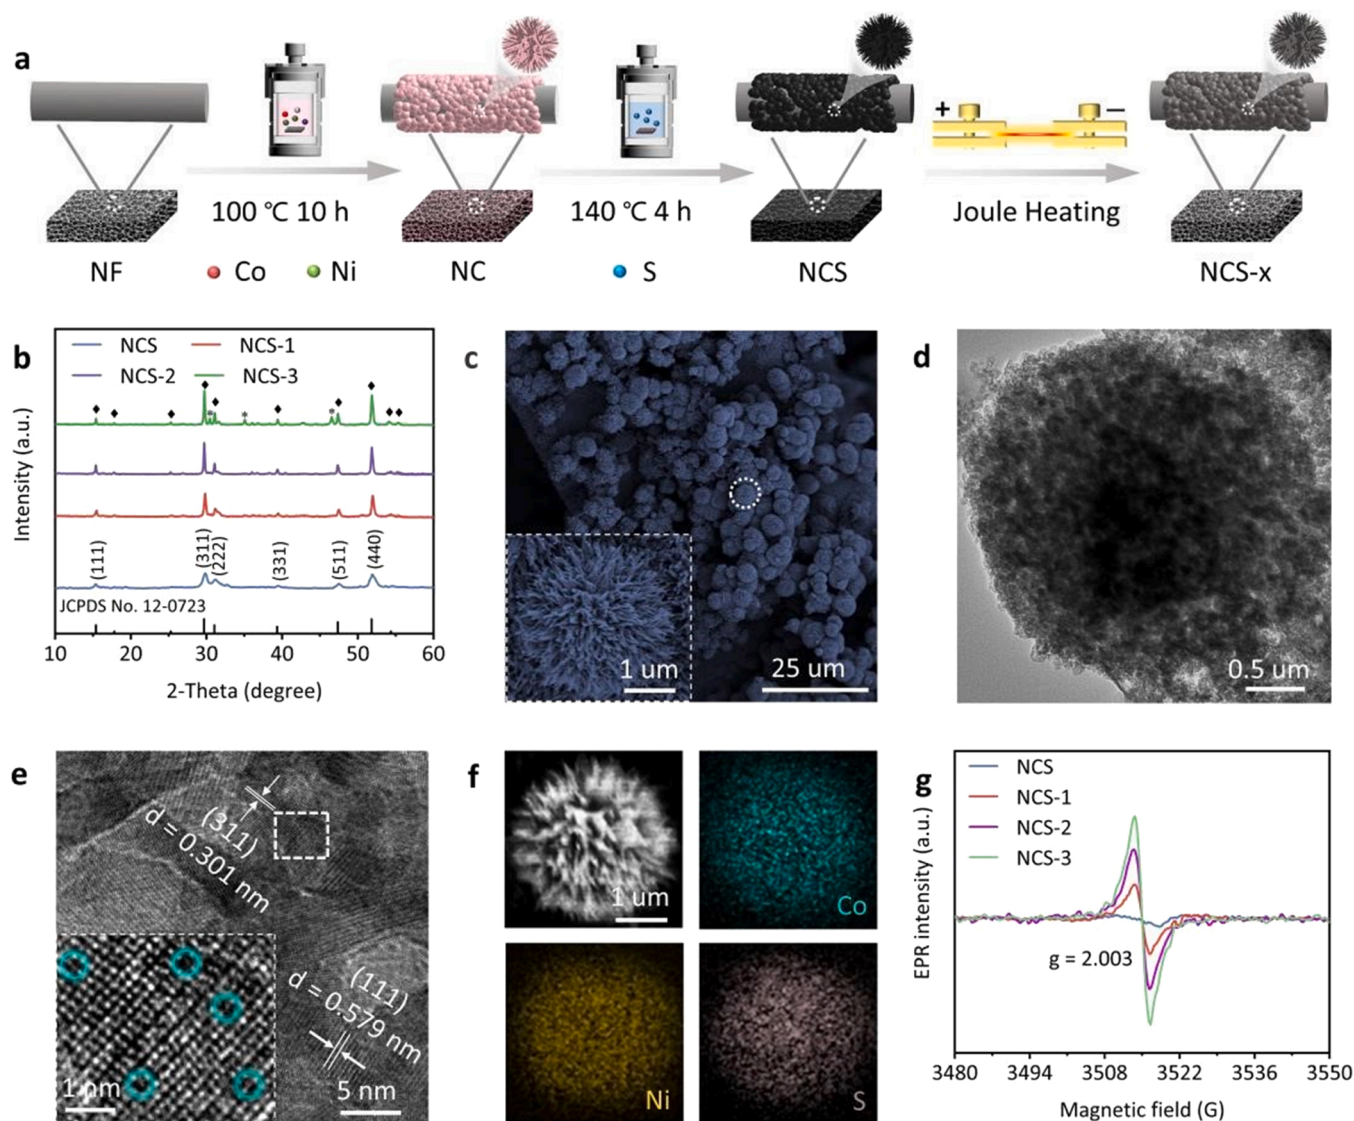 a
+
−
100 ℃ 10 h
140 ℃ 4 h
Joule Heating
NF
Co
Ni
NC
S
NCS
NCS-x
b
NCS
NCS-1
NCS-2
NCS-3
Intensity (a.u.)
(111)
(311)
(222)
(331)
(511)
(440)
JCPDS No. 12-0723
10
20
30
40
50
60
2-Theta (degree)
c
1 um
25 um
d
0.5 um
e
(311)
d = 0.301 nm
(111)
d = 0.579 nm
1 nm
5 nm
f
1 um
Co
Ni
S
g
NCS
NCS-1
NCS-2
NCS-3
EPR intensity (a.u.)
g = 2.003
3480
3494
3508
3522
3536
3550
Magnetic field (G)